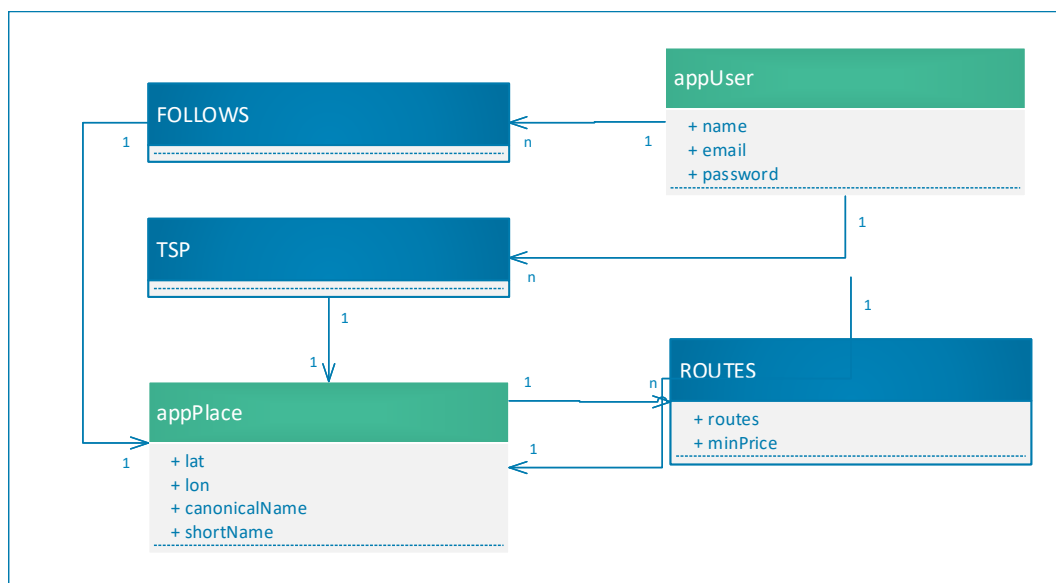 appUser
+ name
+ email
+ password
FOLLOWS
1
n
1
1
TSP
n
1
1
1
ROUTES
+ routes
+ minPrice
1
n
1
appPlace
+ lat
+ lon
+ canonicalName
+ shortName
1
1